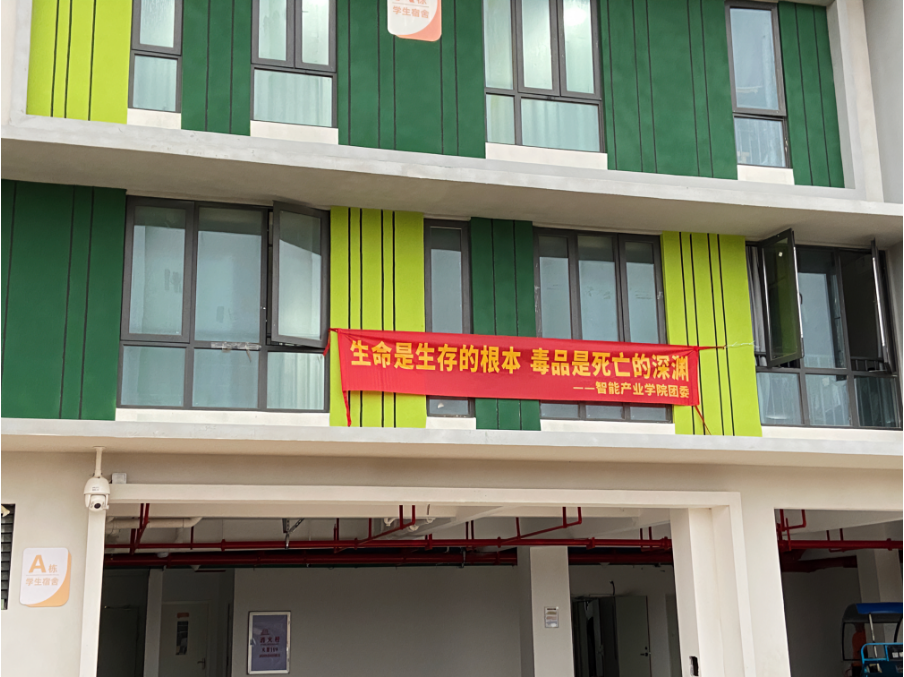 学生宿舍
生命是生存的根本 毒品是死亡的深渊
——智能产业学院团委
A栋
学生宿舍